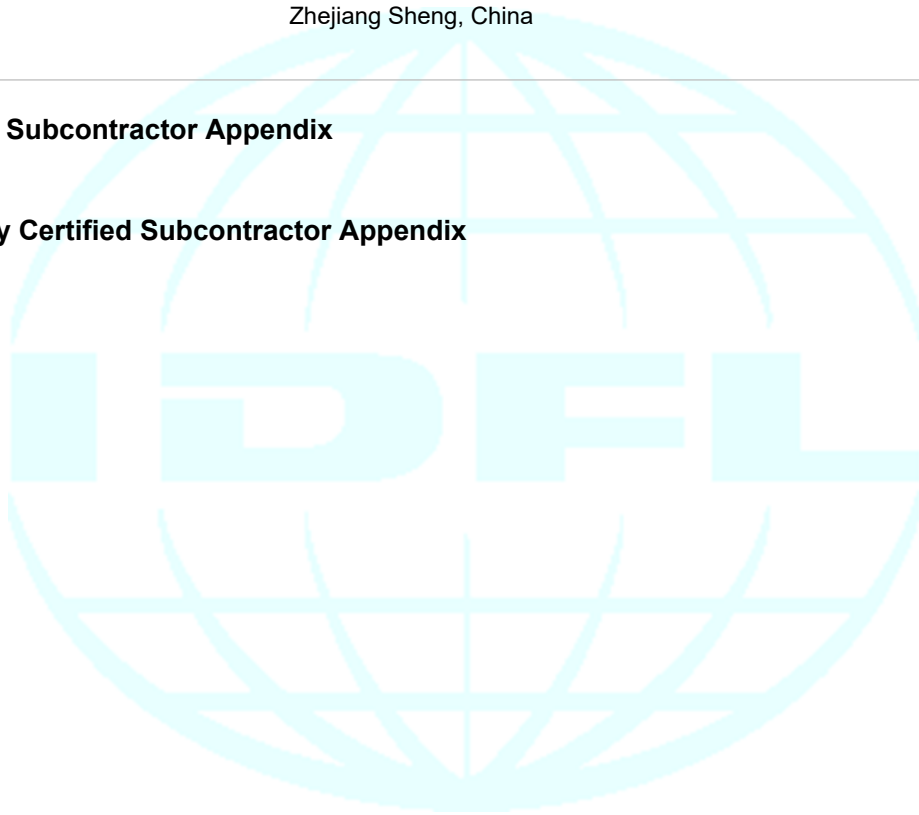 Zhejiang Sheng, China
Subcontractor Appendix
y Certified Subcontractor Appendix
IDFL